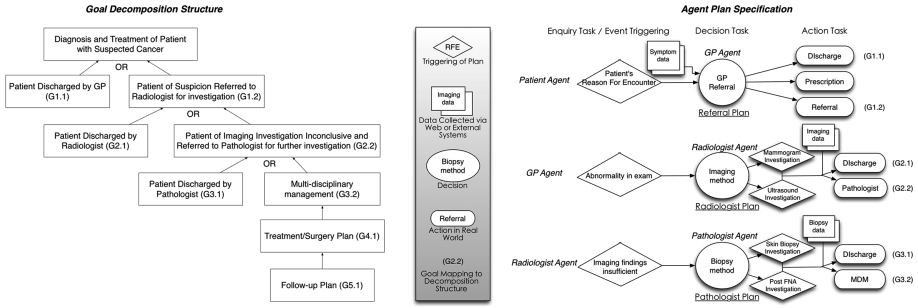 Goal Decomposition Structure
Diagnosis and Treatment of Patient
with Suspected Cancer
OR
Patient Discharged by GP
(G1.1)
Patient of Suspicion Referred to
Radiologist for investigation (G1.2)
OR
Patient Discharged by
Radiologist (G2.1)
Patient of Imaging Investigation Inconclusive and
Referred to Pathologist for further investigation (G2.2)
OR
Patient Discharged by
Pathologist (G3.1)
Multi-disciplinary
management (G3.2)
Treatment/Surgery Plan (G4.1)
Follow-up Plan (G5.1)
RFE
Triggering of Plan
Imaging
data
Data Collected via
Web or External
Systems
Biopsy
method
Decision
Referral
Action in Real
World
(G2.2)
Goal Mapping to
Decomposition
Structure
Agent Plan Specification
Enquiry Task / Event Triggering
Decision Task
Action Task
Patient Agent
Patient's
Reason For Encounter
Symptom
data
GP Agent
GP
Referral
Referral Plan
DIscharge
(G1.1)
Prescription
Referral
(G1.2)
GP Agent
Abnormality in exam
Radiologist Agent
Imaging
method
Radiologist Plan
Mammogram
Investigation
Ultrasound
Investigation
Imaging
data
DIscharge
(G2.1)
Pathologist
(G2.2)
Radiologist Agent
Imaging findings
insufficient
Pathologist Agent
Biopsy
method
Pathologist Plan
Skin Biopsy
Investigation
Post FNA
Investigation
Biopsy
data
DIscharge
(G3.1)
MDM
(G3.2)